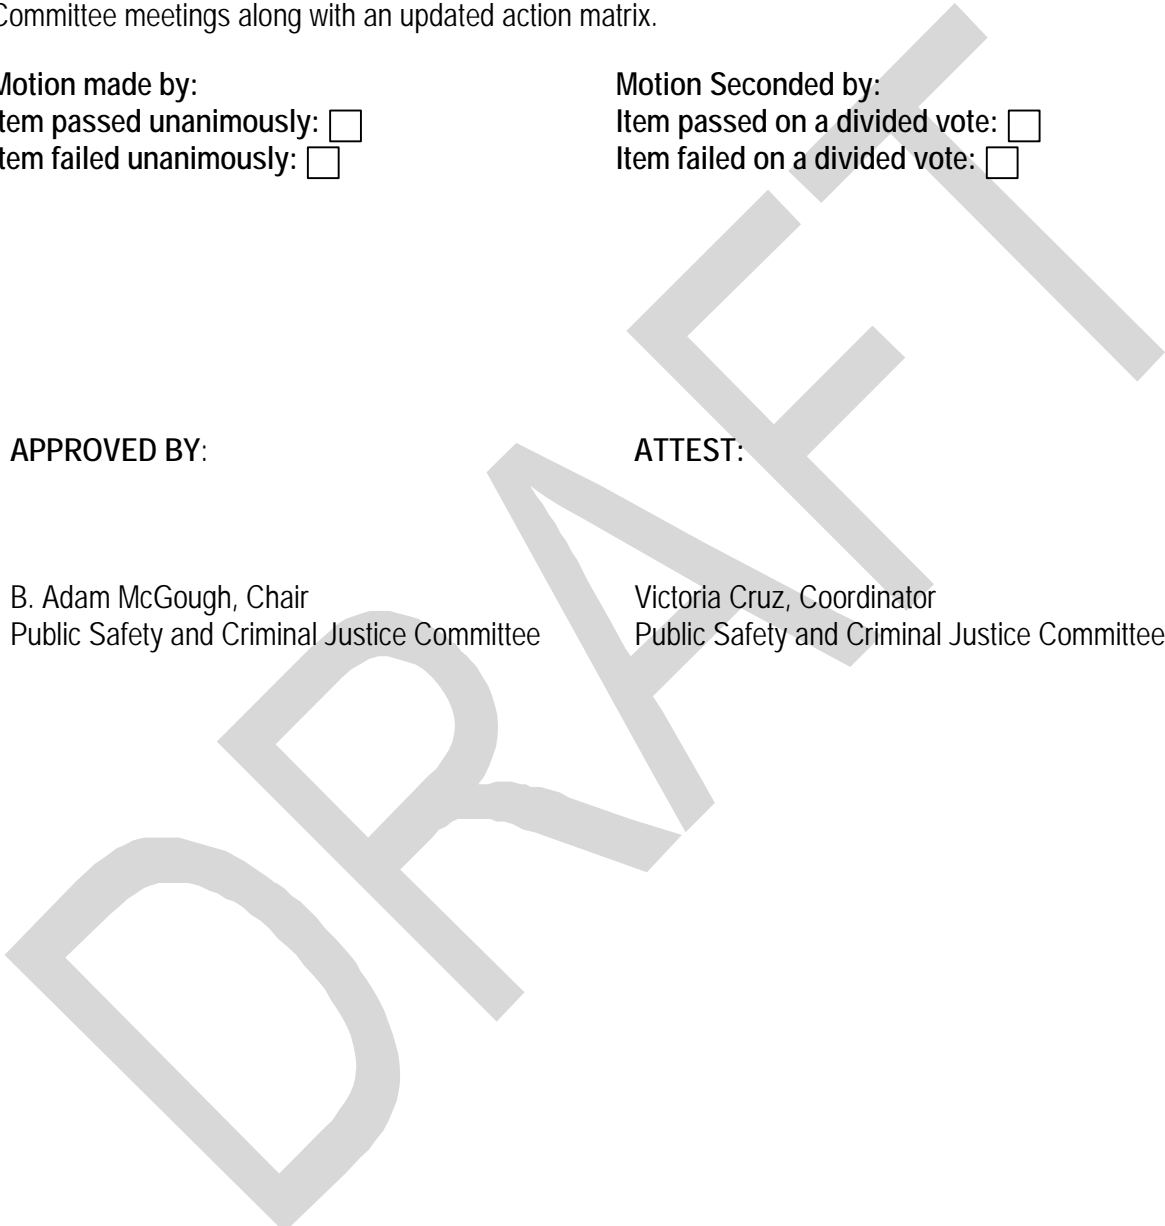 Committee meetings along with an updated action matrix.
Motion made by: Motion Seconded by:
Item passed unanimously: Item passed on a divided vote:
Item failed unanimously: Item failed on a divided vote:
APPROVED BY: ATTEST:
B. Adam McGough, Chair Victoria Cruz, Coordinator
Public Safety and Criminal Justice Committee Public Safety and Criminal Justice Committee
DRAFT